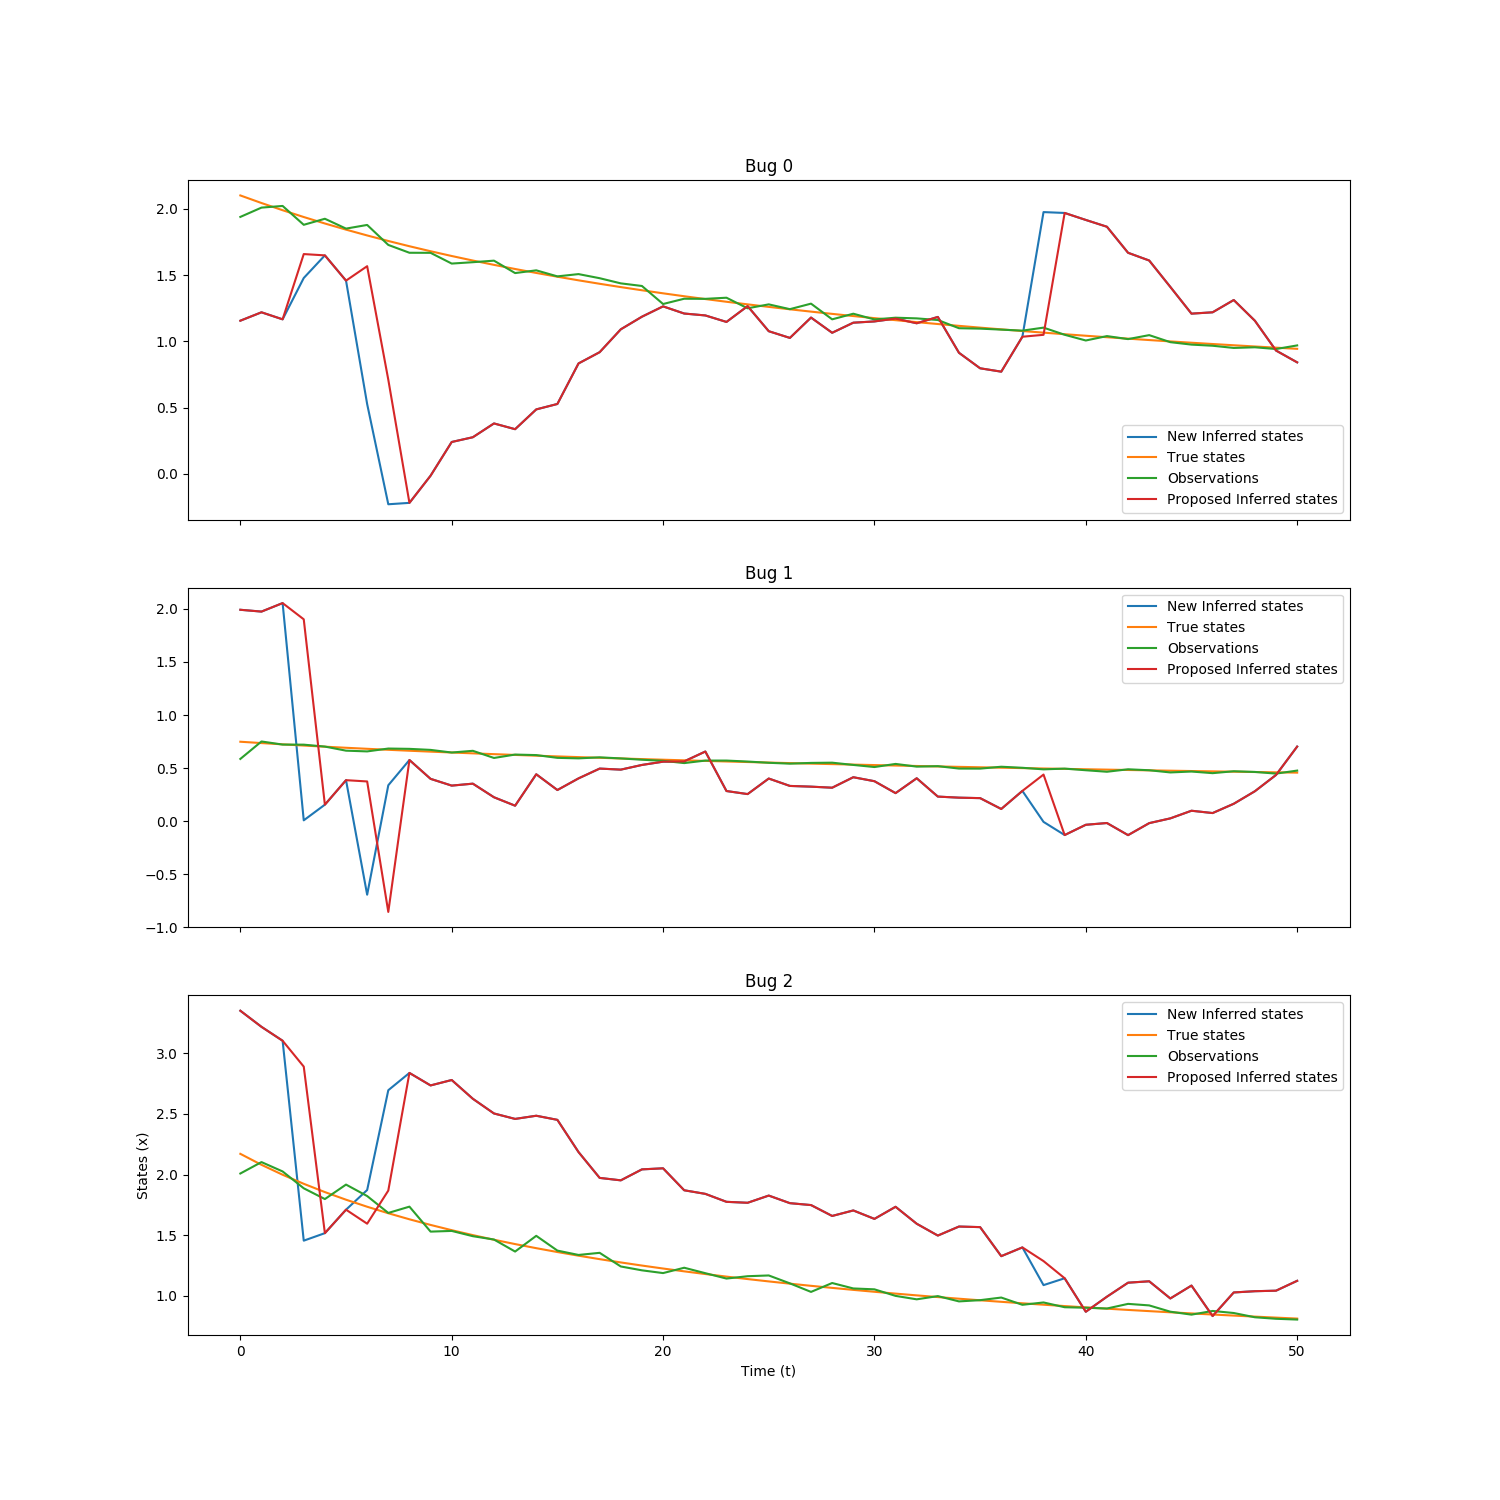 Bug 0
2.0
1.5
1.0
0.5
0.0
New Inferred states
True states
Observations
Proposed Inferred states
Bug 1
2.0
1.5
1.0
0.5
0.0
−0.5
−1.0
New Inferred states
True states
Observations
Proposed Inferred states
Bug 2
3.0
2.5
2.0
1.5
1.0
States (x)
New Inferred states
True states
Observations
Proposed Inferred states
0 10 20 30 40 50
Time (t)